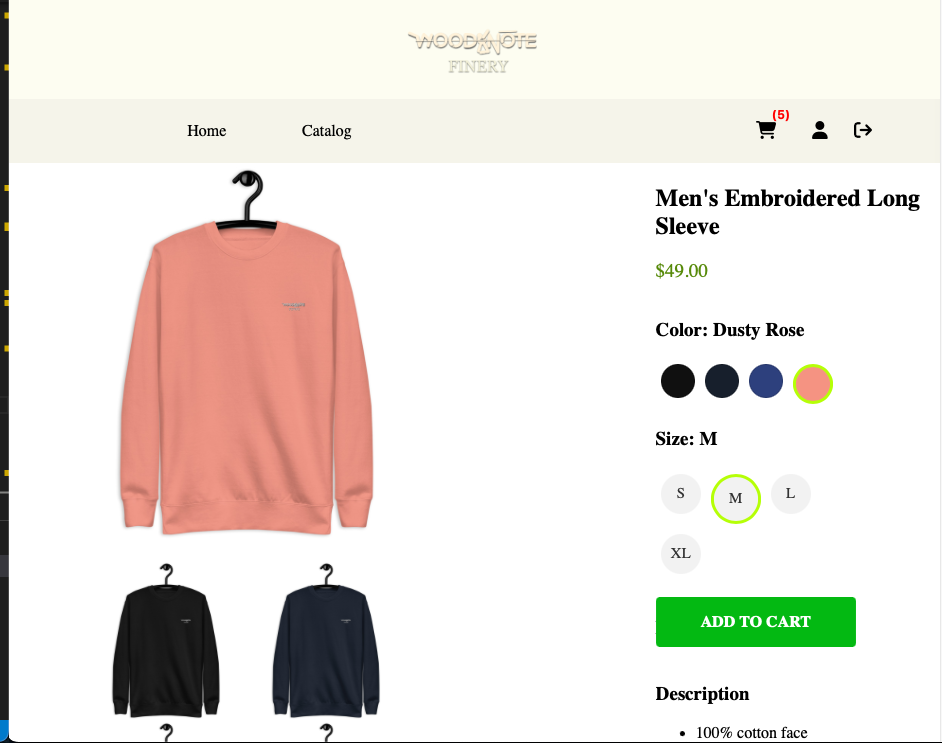 WOODNOTE
FINERY
(5)
Home
Catalog
Men's Embroidered Long
Sleeve
$49.00
Color: Dusty Rose
Size: M
S
M
L
XL
ADD TO CART
Description
100% cotton face